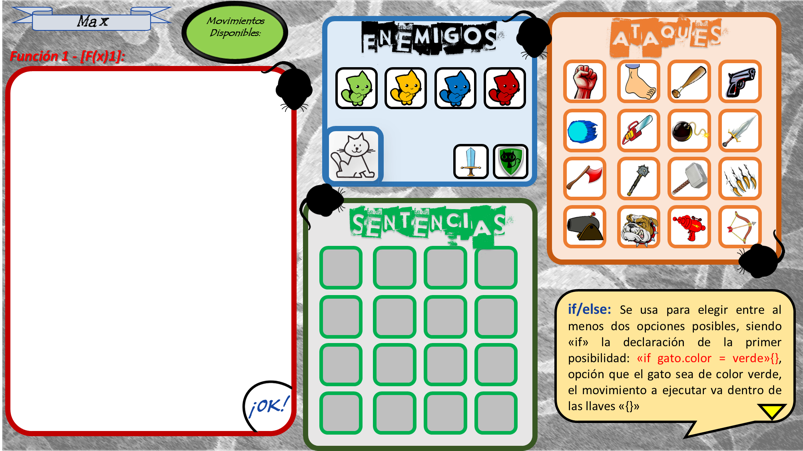 Max
Movimientos
Disponibles:
Función 1 - [F(x)1]:
¡OK!
ENEMIGOS
SENTENCIAS
ATAQUES
if/else: Se usa para elegir entre al
menos dos opciones posibles, siendo
«if» la declaración de la primer
posibilidad: «if gato.color = verde»{},
opción que el gato sea de color verde,
el movimiento a ejecutar va dentro de
las llaves «{}»